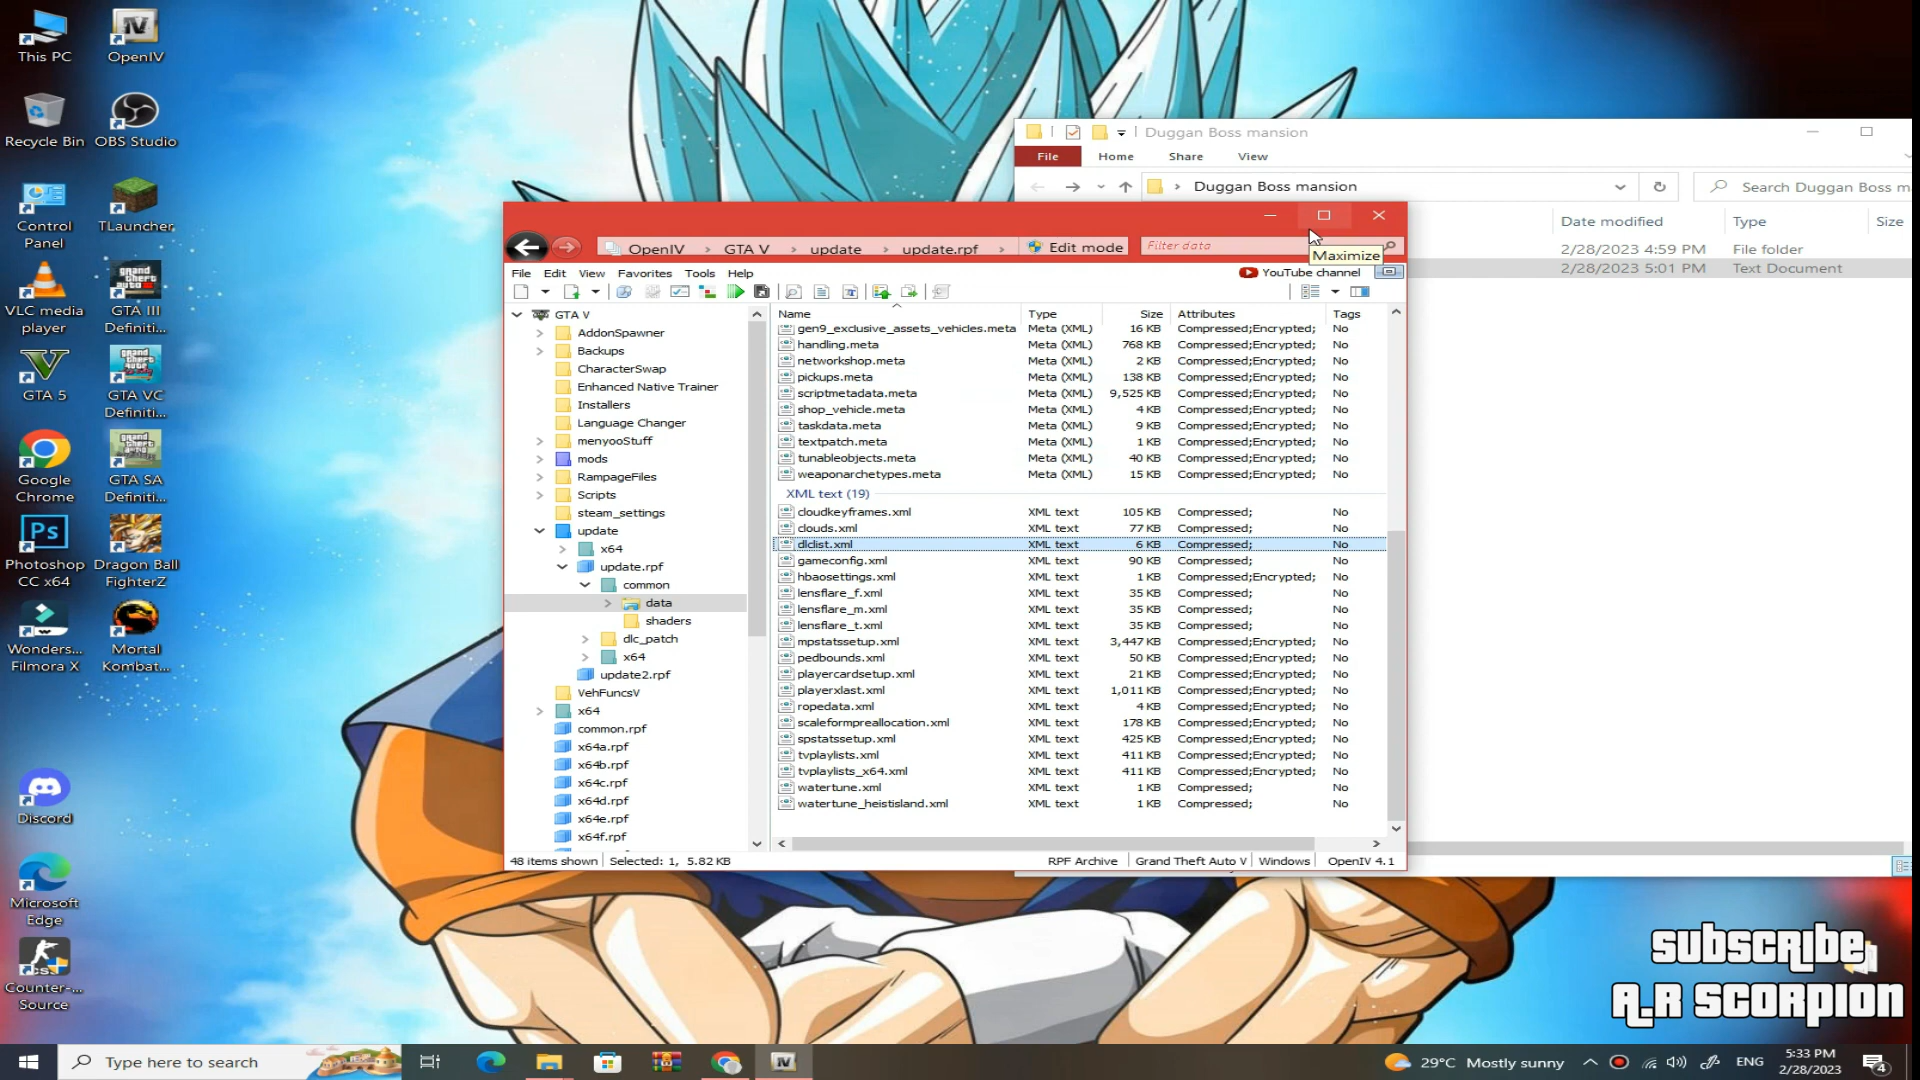 This PC
OpenIV
Recycle Bin
OBS Studio
Control
Panel
TLauncher
VLC media
player
GTA III
Definiti...
GTA 5
GTA VC
Definiti...
Google
Chrome
GTA SA
Definiti...
Photoshop
CC x64
Dragon Ball
FighterZ
Wonders...
Filmora X
Mortal
Kombat...
Discord
Microsoft
Edge
Counter-...
Source
Duggan Boss mansion
File Home Share View
Duggan Boss mansion
Search Duggan Boss m
Date modified Type Size
2/28/2023 4:59 PM File folder
2/28/2023 5:01 PM Text Document
OpenIV GTA V update update.rpf Edit mode Filter data
Maximize
File Edit View Favorites Tools Help YouTube channel
GTA V
AddonSpawner
Backups
CharacterSwap
Enhanced Native Trainer
Installers
Language Changer
menyooStuff
mods
RampageFiles
Scripts
steam_settings
update
x64
update.rpf
common
data
shaders
dlc_patch
x64
update2.rpf
VehFuncsV
x64
common.rpf
x64a.rpf
x64b.rpf
x64c.rpf
x64d.rpf
x64e.rpf
x64f.rpf
Name Type Size Attributes Tags
gen9_exclusive_assets_vehicles.meta Meta (XML) 16 KB Compressed;Encrypted; No
handling.meta Meta (XML) 768 KB Compressed;Encrypted; No
networkshop.meta Meta (XML) 2 KB Compressed;Encrypted; No
pickups.meta Meta (XML) 138 KB Compressed;Encrypted; No
scriptmetadata.meta Meta (XML) 9,525 KB Compressed;Encrypted; No
shop_vehicle.meta Meta (XML) 4 KB Compressed;Encrypted; No
taskdata.meta Meta (XML) 9 KB Compressed;Encrypted; No
textpatch.meta Meta (XML) 1 KB Compressed;Encrypted; No
tunableobjects.meta Meta (XML) 40 KB Compressed;Encrypted; No
weaponarchetypes.meta Meta (XML) 15 KB Compressed;Encrypted; No
XML text (19)
cloudkeyframes.xml XML text 105 KB Compressed; No
clouds.xml XML text 77 KB Compressed; No
dlclist.xml XML text 6 KB Compressed; No
gameconfig.xml XML text 90 KB Compressed; No
hbaosettings.xml XML text 1 KB Compressed;Encrypted; No
lensflare_f.xml XML text 35 KB Compressed; No
lensflare_m.xml XML text 35 KB Compressed; No
lensflare_t.xml XML text 35 KB Compressed; No
mpstatssetup.xml XML text 3,447 KB Compressed;Encrypted; No
pedbounds.xml XML text 50 KB Compressed;Encrypted; No
playercardsetup.xml XML text 21 KB Compressed;Encrypted; No
playerxlast.xml XML text 1,011 KB Compressed;Encrypted; No
ropedata.xml XML text 4 KB Compressed;Encrypted; No
scaleformpreallocation.xml XML text 178 KB Compressed;Encrypted; No
spstatssetup.xml XML text 425 KB Compressed;Encrypted; No
tvplaylists.xml XML text 411 KB Compressed;Encrypted; No
tvplaylists_x64.xml XML text 411 KB Compressed;Encrypted; No
watertune.xml XML text 1 KB Compressed; No
watertune_heistisland.xml XML text 1 KB Compressed; No
48 items shown Selected: 1, 5.82 KB RPF Archive Grand Theft Auto V Windows OpenIV 4.1
SUBSCRIBE
A.R SCORPION
Type here to search
29°C Mostly sunny
ENG
5:33 PM
2/28/2023
4